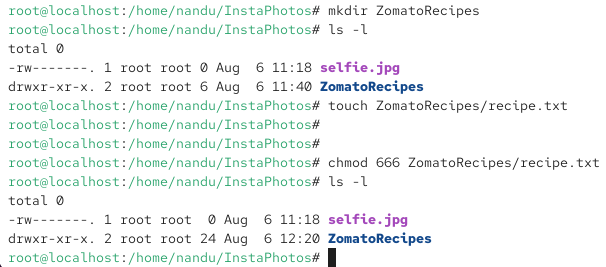 root@localhost:/home/nandu/InstaPhotos# mkdir ZomatoRecipes
root@localhost:/home/nandu/InstaPhotos# ls -l
total 0
-rw-------. 1 root root 0 Aug  6 11:18 selfie.jpg
drwxr-xr-x. 2 root root 6 Aug  6 11:40 ZomatoRecipes
root@localhost:/home/nandu/InstaPhotos# touch ZomatoRecipes/recipe.txt
root@localhost:/home/nandu/InstaPhotos#
root@localhost:/home/nandu/InstaPhotos#
root@localhost:/home/nandu/InstaPhotos# chmod 666 ZomatoRecipes/recipe.txt
root@localhost:/home/nandu/InstaPhotos# ls -l
total 0
-rw-------. 1 root root  0 Aug  6 11:18 selfie.jpg
drwxr-xr-x. 2 root root 24 Aug  6 12:20 ZomatoRecipes
root@localhost:/home/nandu/InstaPhotos#